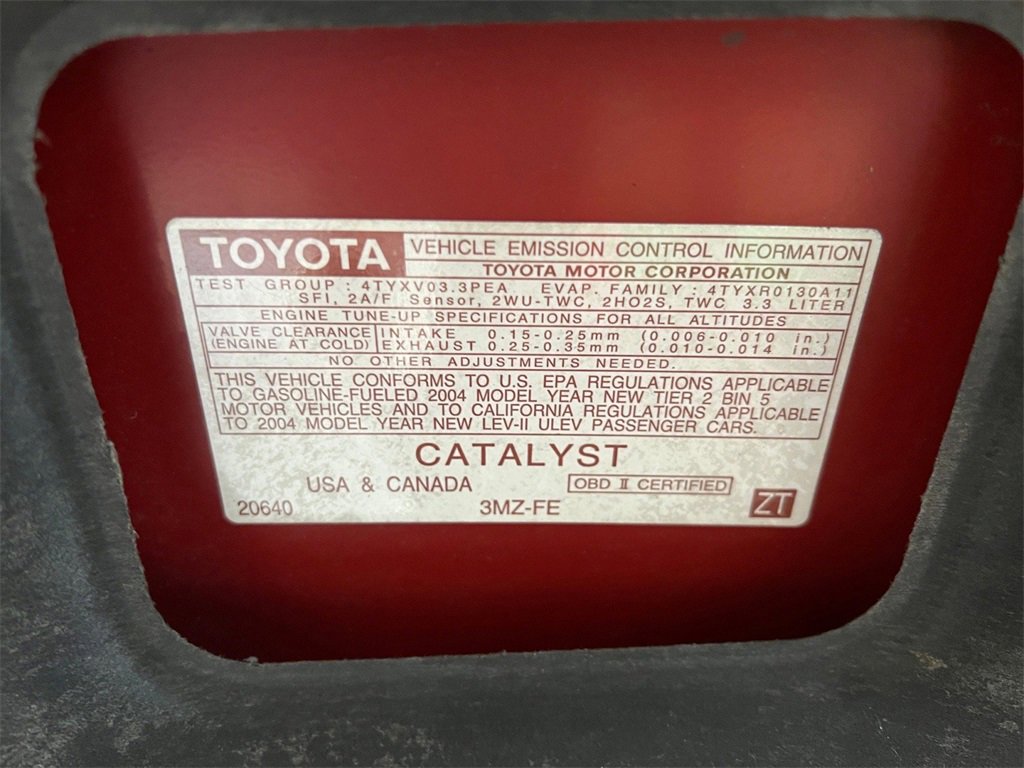 TOYOTA VEHICLE EMISSION CONTROL INFORMATION
TOYOTA MOTOR CORPORATION
TEST GROUP : 4TYXV03.3PEA EVAP. FAMILY : 4TYXR0130A11
SFI, 2A/F Sensor, 2WU-TWC, 2HO2S, TWC 3.3 LITER
ENGINE TUNE-UP SPECIFICATIONS FOR ALL ALTITUDES
VALVE CLEARANCE INTAKE 0.15-0.25mm (0.006-0.010 in.)
(ENGINE AT COLD) EXHAUST 0.25-0.35mm (0.010-0.014 in.)
NO OTHER ADJUSTMENTS NEEDED.
THIS VEHICLE CONFORMS TO U.S. EPA REGULATIONS APPLICABLE
TO GASOLINE-FUELED 2004 MODEL YEAR NEW TIER 2 BIN 5
MOTOR VEHICLES AND TO CALIFORNIA REGULATIONS APPLICABLE
TO 2004 MODEL YEAR NEW LEV-II ULEV PASSENGER CARS.
CATALYST
USA & CANADA OBD II CERTIFIED
20640 3MZ-FE ZT